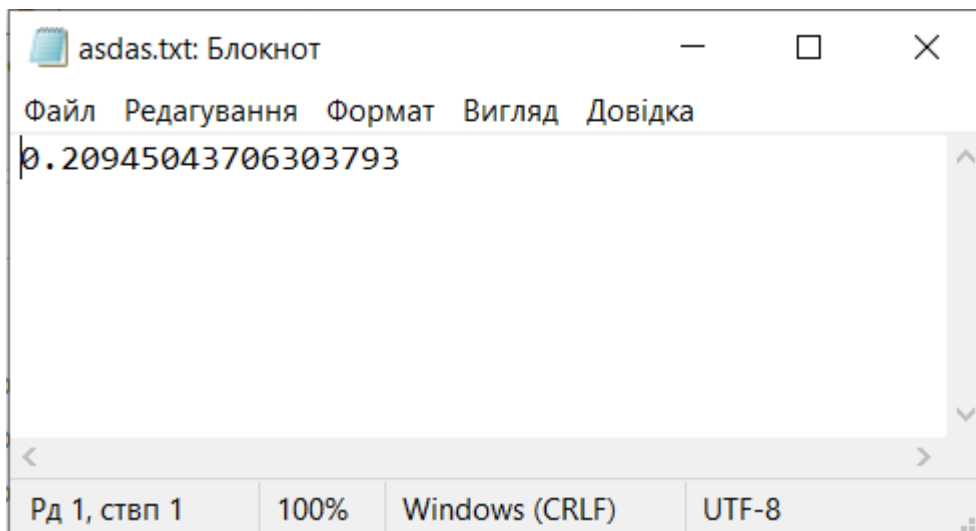 asdas.txt: Блокнот
Файл Редагування Формат Вигляд Довідка
0.20945043706303793
Рд 1, ствп 1 100% Windows (CRLF) UTF-8